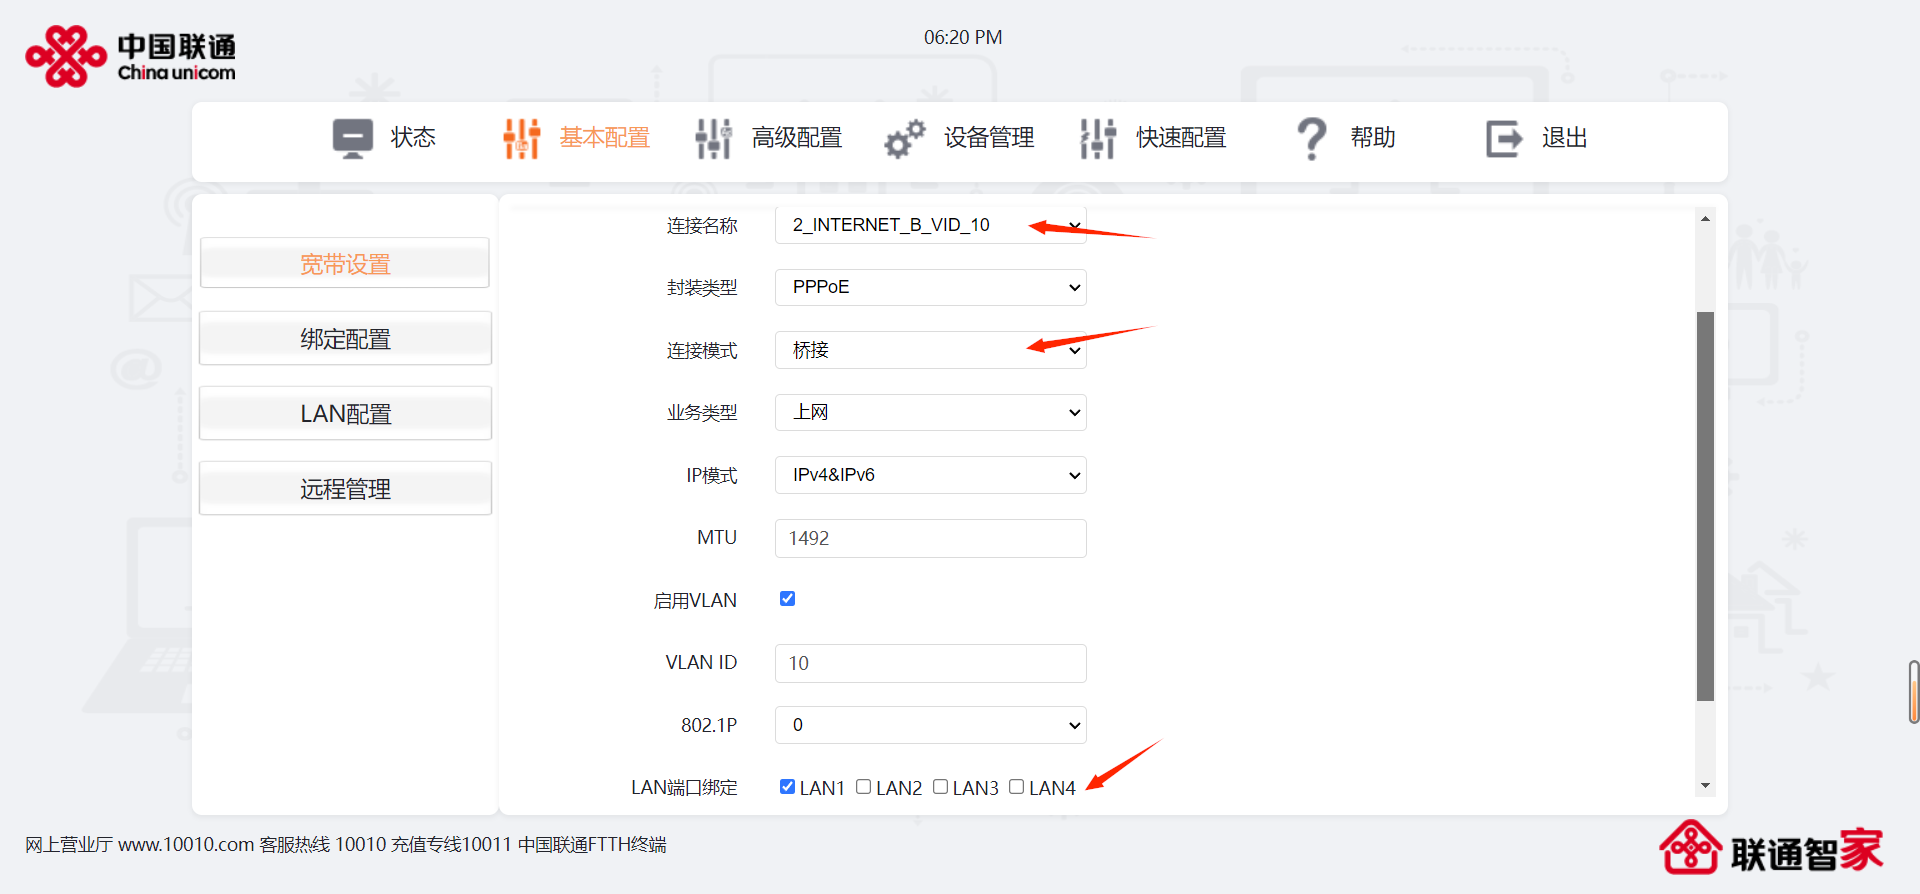 中国联通
China unicom
06:20 PM
状态 基本配置 高级配置 设备管理 快速配置 帮助 退出
宽带设置
绑定配置
LAN配置
远程管理
连接名称 2_INTERNET_B_VID_10
封装类型 PPPoE
连接模式 桥接
业务类型 上网
IP模式 IPv4&IPv6
MTU 1492
启用VLAN
VLAN ID 10
802.1P 0
LAN端口绑定 LAN1 LAN2 LAN3 LAN4
网上营业厅 www.10010.com 客服热线 10010 充值专线10011 中国联通FTTH终端
联通智家